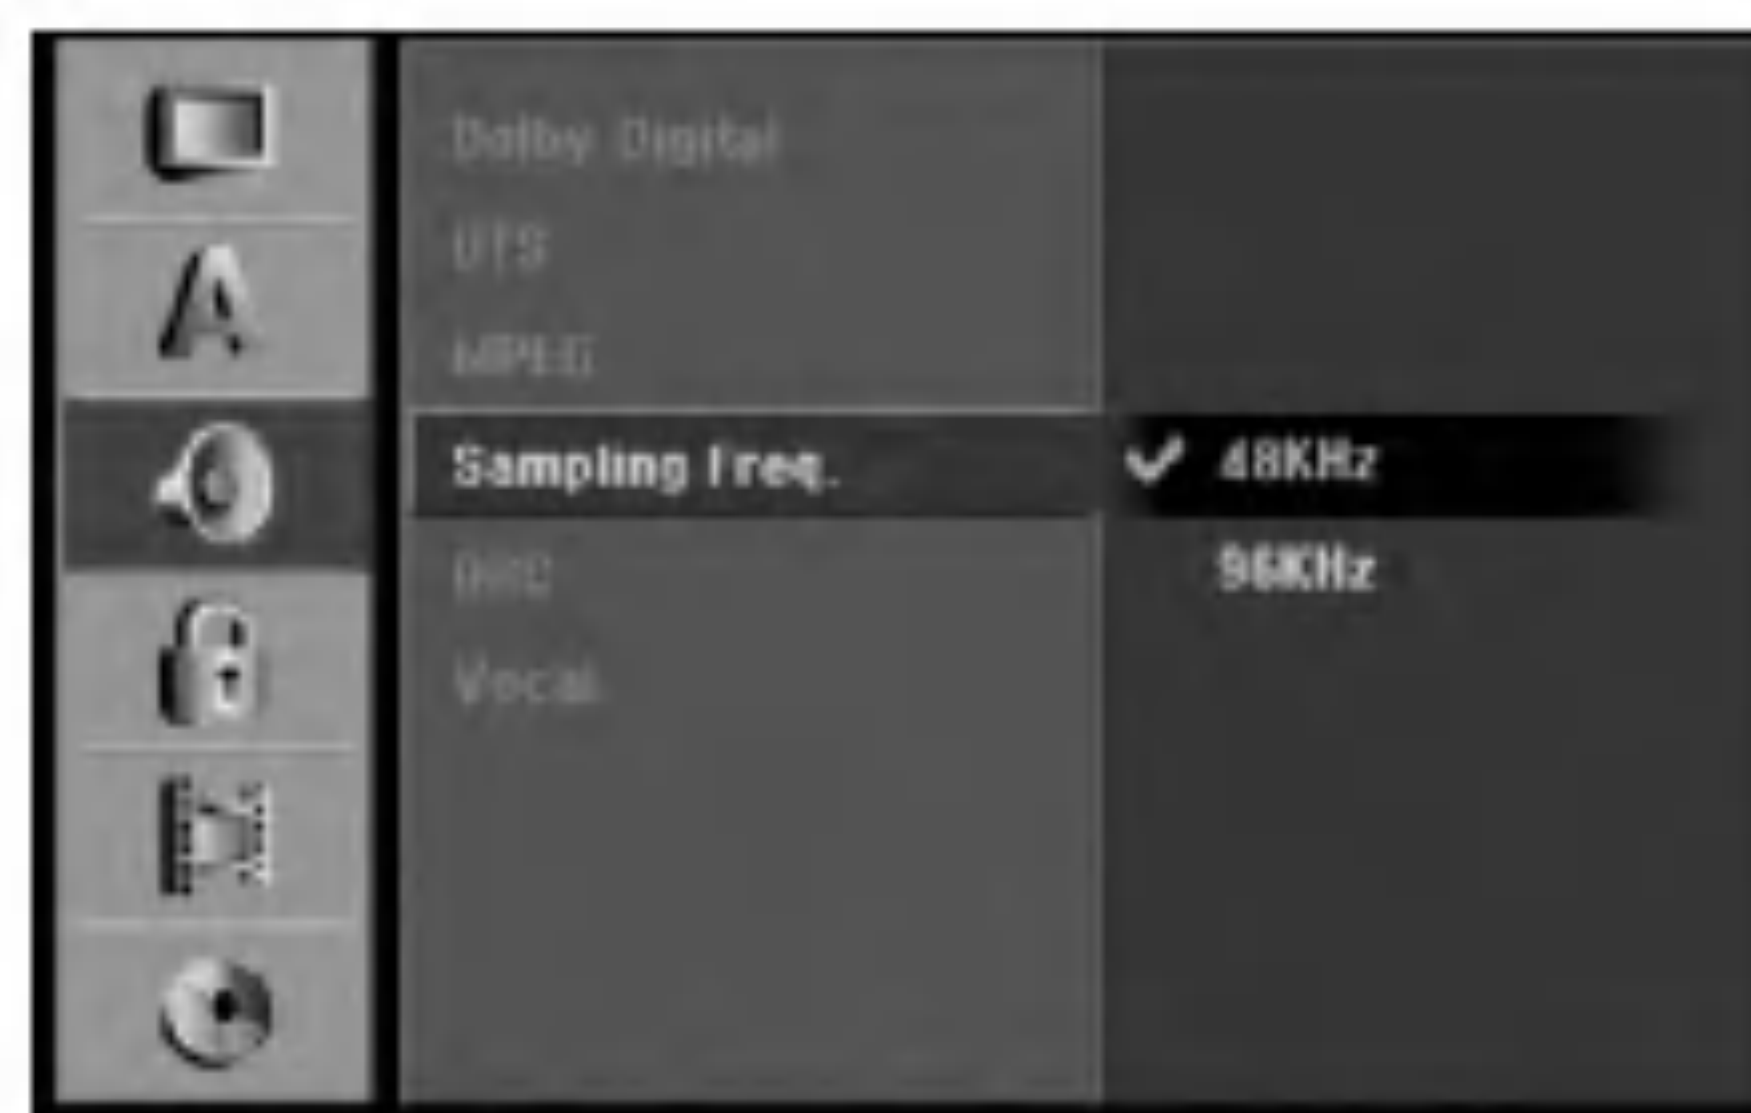 A
Dolby Digital
DTS
MPEG
Sampling Freq.
✔ 48KHz
96KHz
DRC
Vocal